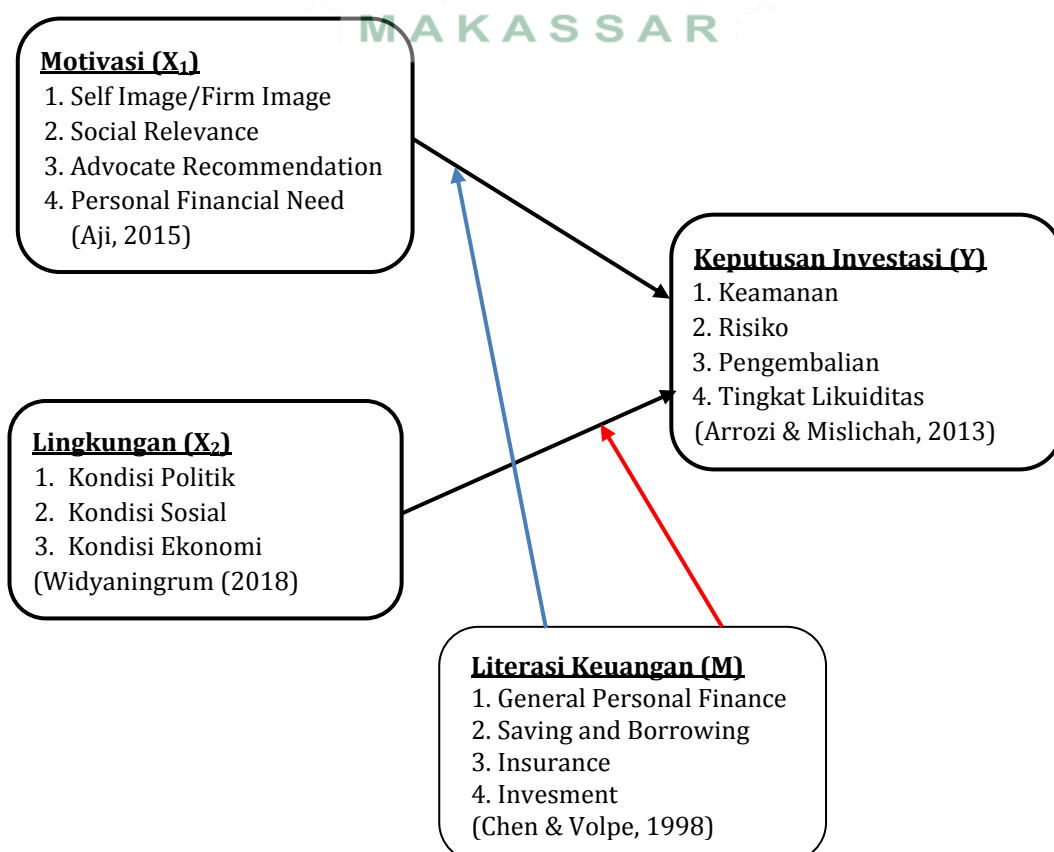 MAKASSAR
Motivasi (X₁)
1. Self Image/Firm Image
2. Social Relevance
3. Advocate Recommendation
4. Personal Financial Need
(Aji, 2015)
Keputusan Investasi (Y)
1. Keamanan
2. Risiko
3. Pengembalian
4. Tingkat Likuiditas
(Arrozi & Mislichah, 2013)
Lingkungan (X₂)
1. Kondisi Politik
2. Kondisi Sosial
3. Kondisi Ekonomi
(Widyaningrum (2018)
Literasi Keuangan (M)
1. General Personal Finance
2. Saving and Borrowing
3. Insurance
4. Invesment
(Chen & Volpe, 1998)